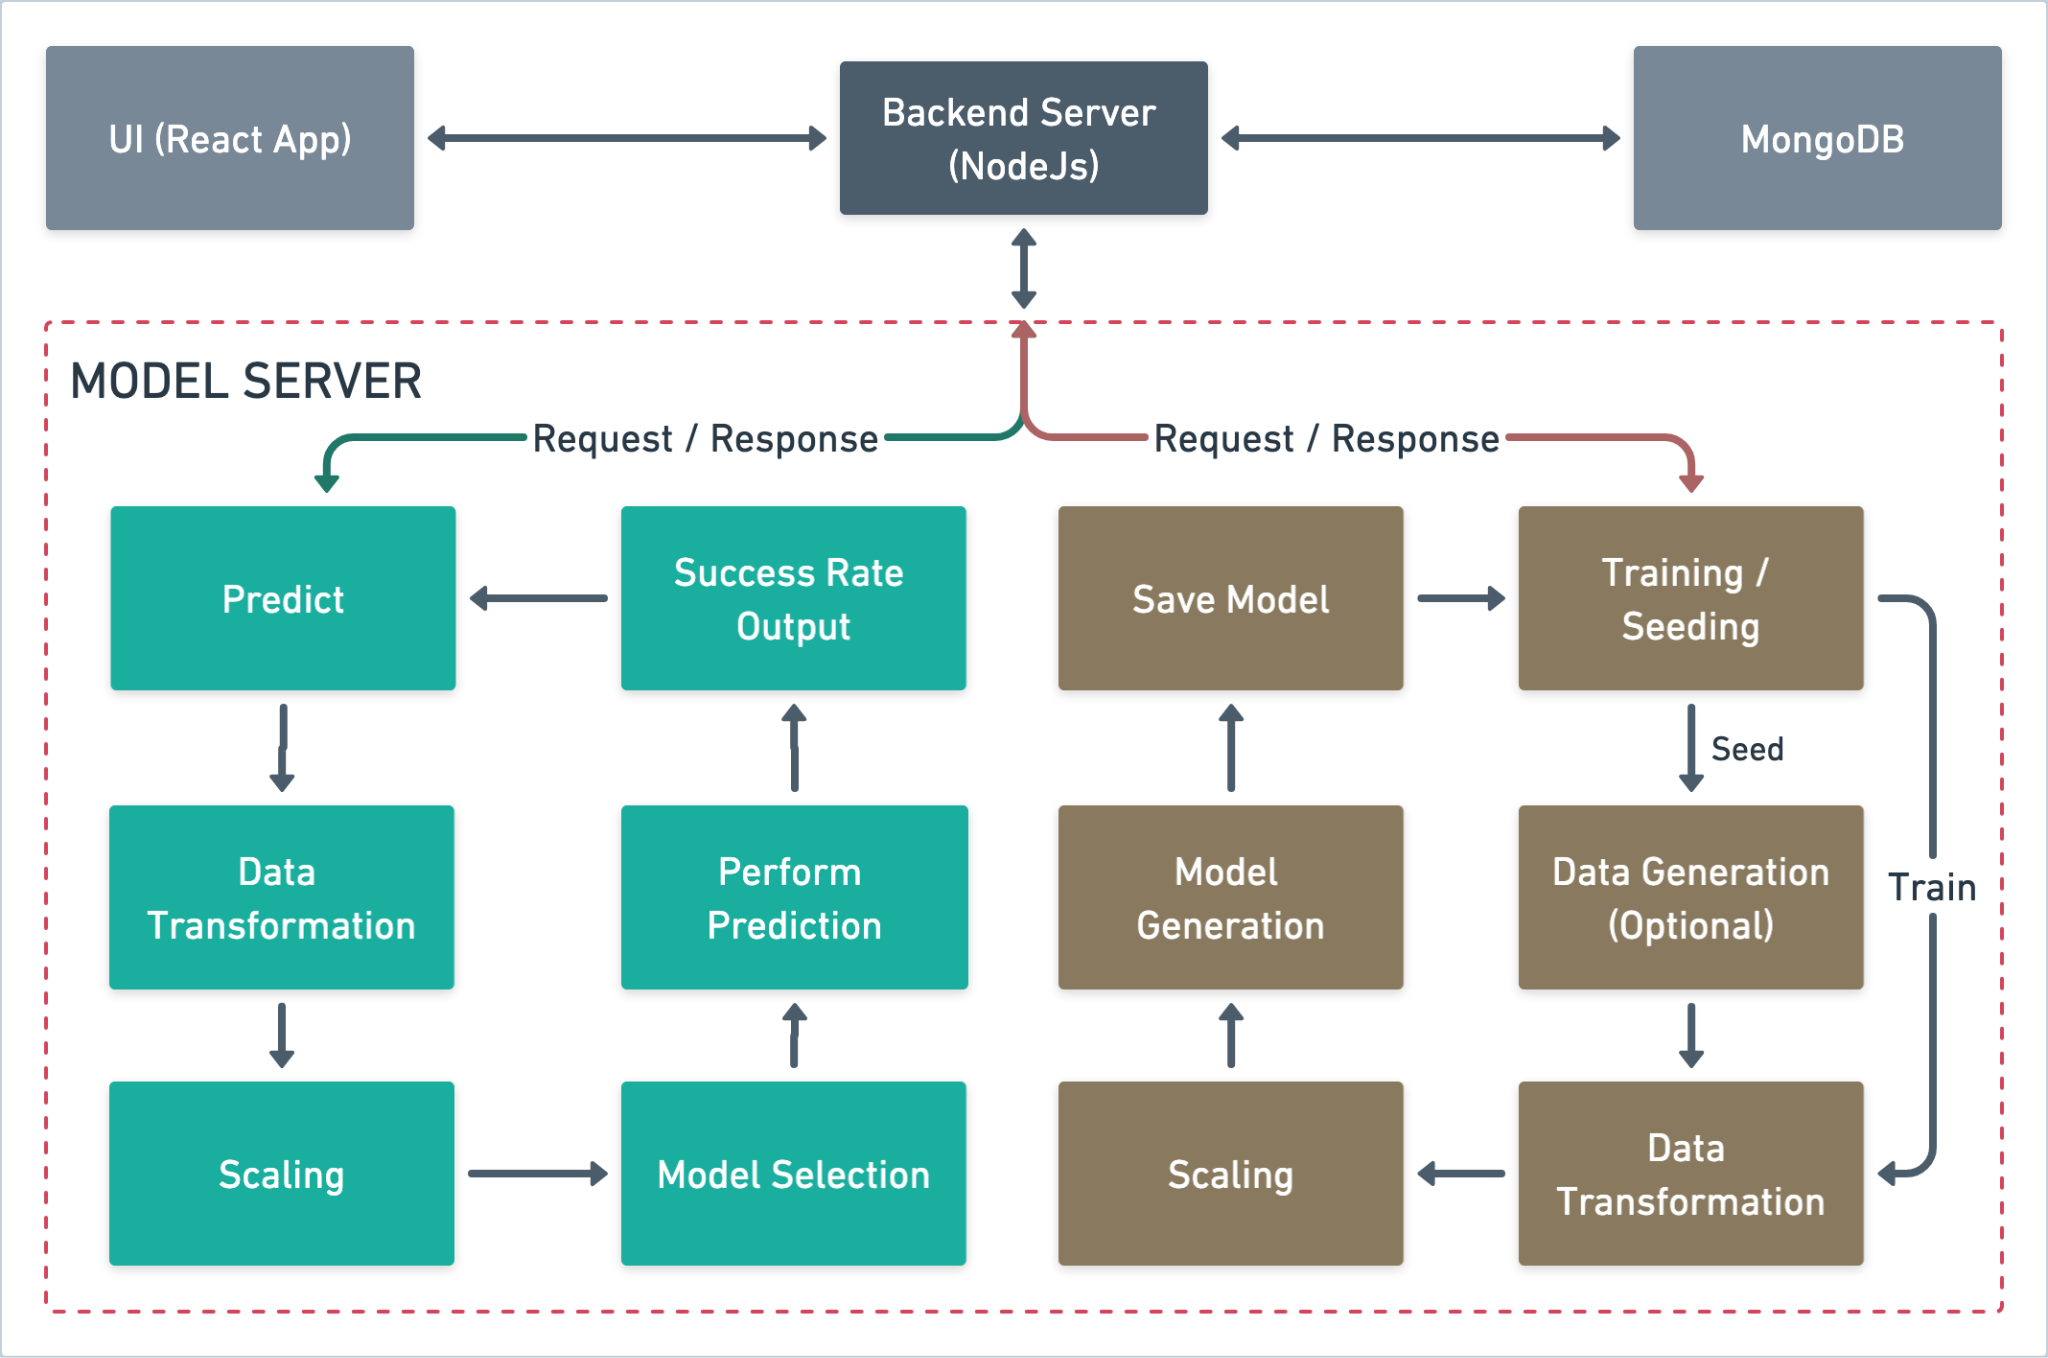 UI (React App)
Backend Server
(NodeJs)
MongoDB
MODEL SERVER
Request / Response
Request / Response
Predict
Success Rate
Output
Save Model
Training /
Seeding
Seed
Data
Transformation
Perform
Prediction
Model
Generation
Data Generation
(Optional)
Train
Scaling
Model Selection
Scaling
Data
Transformation